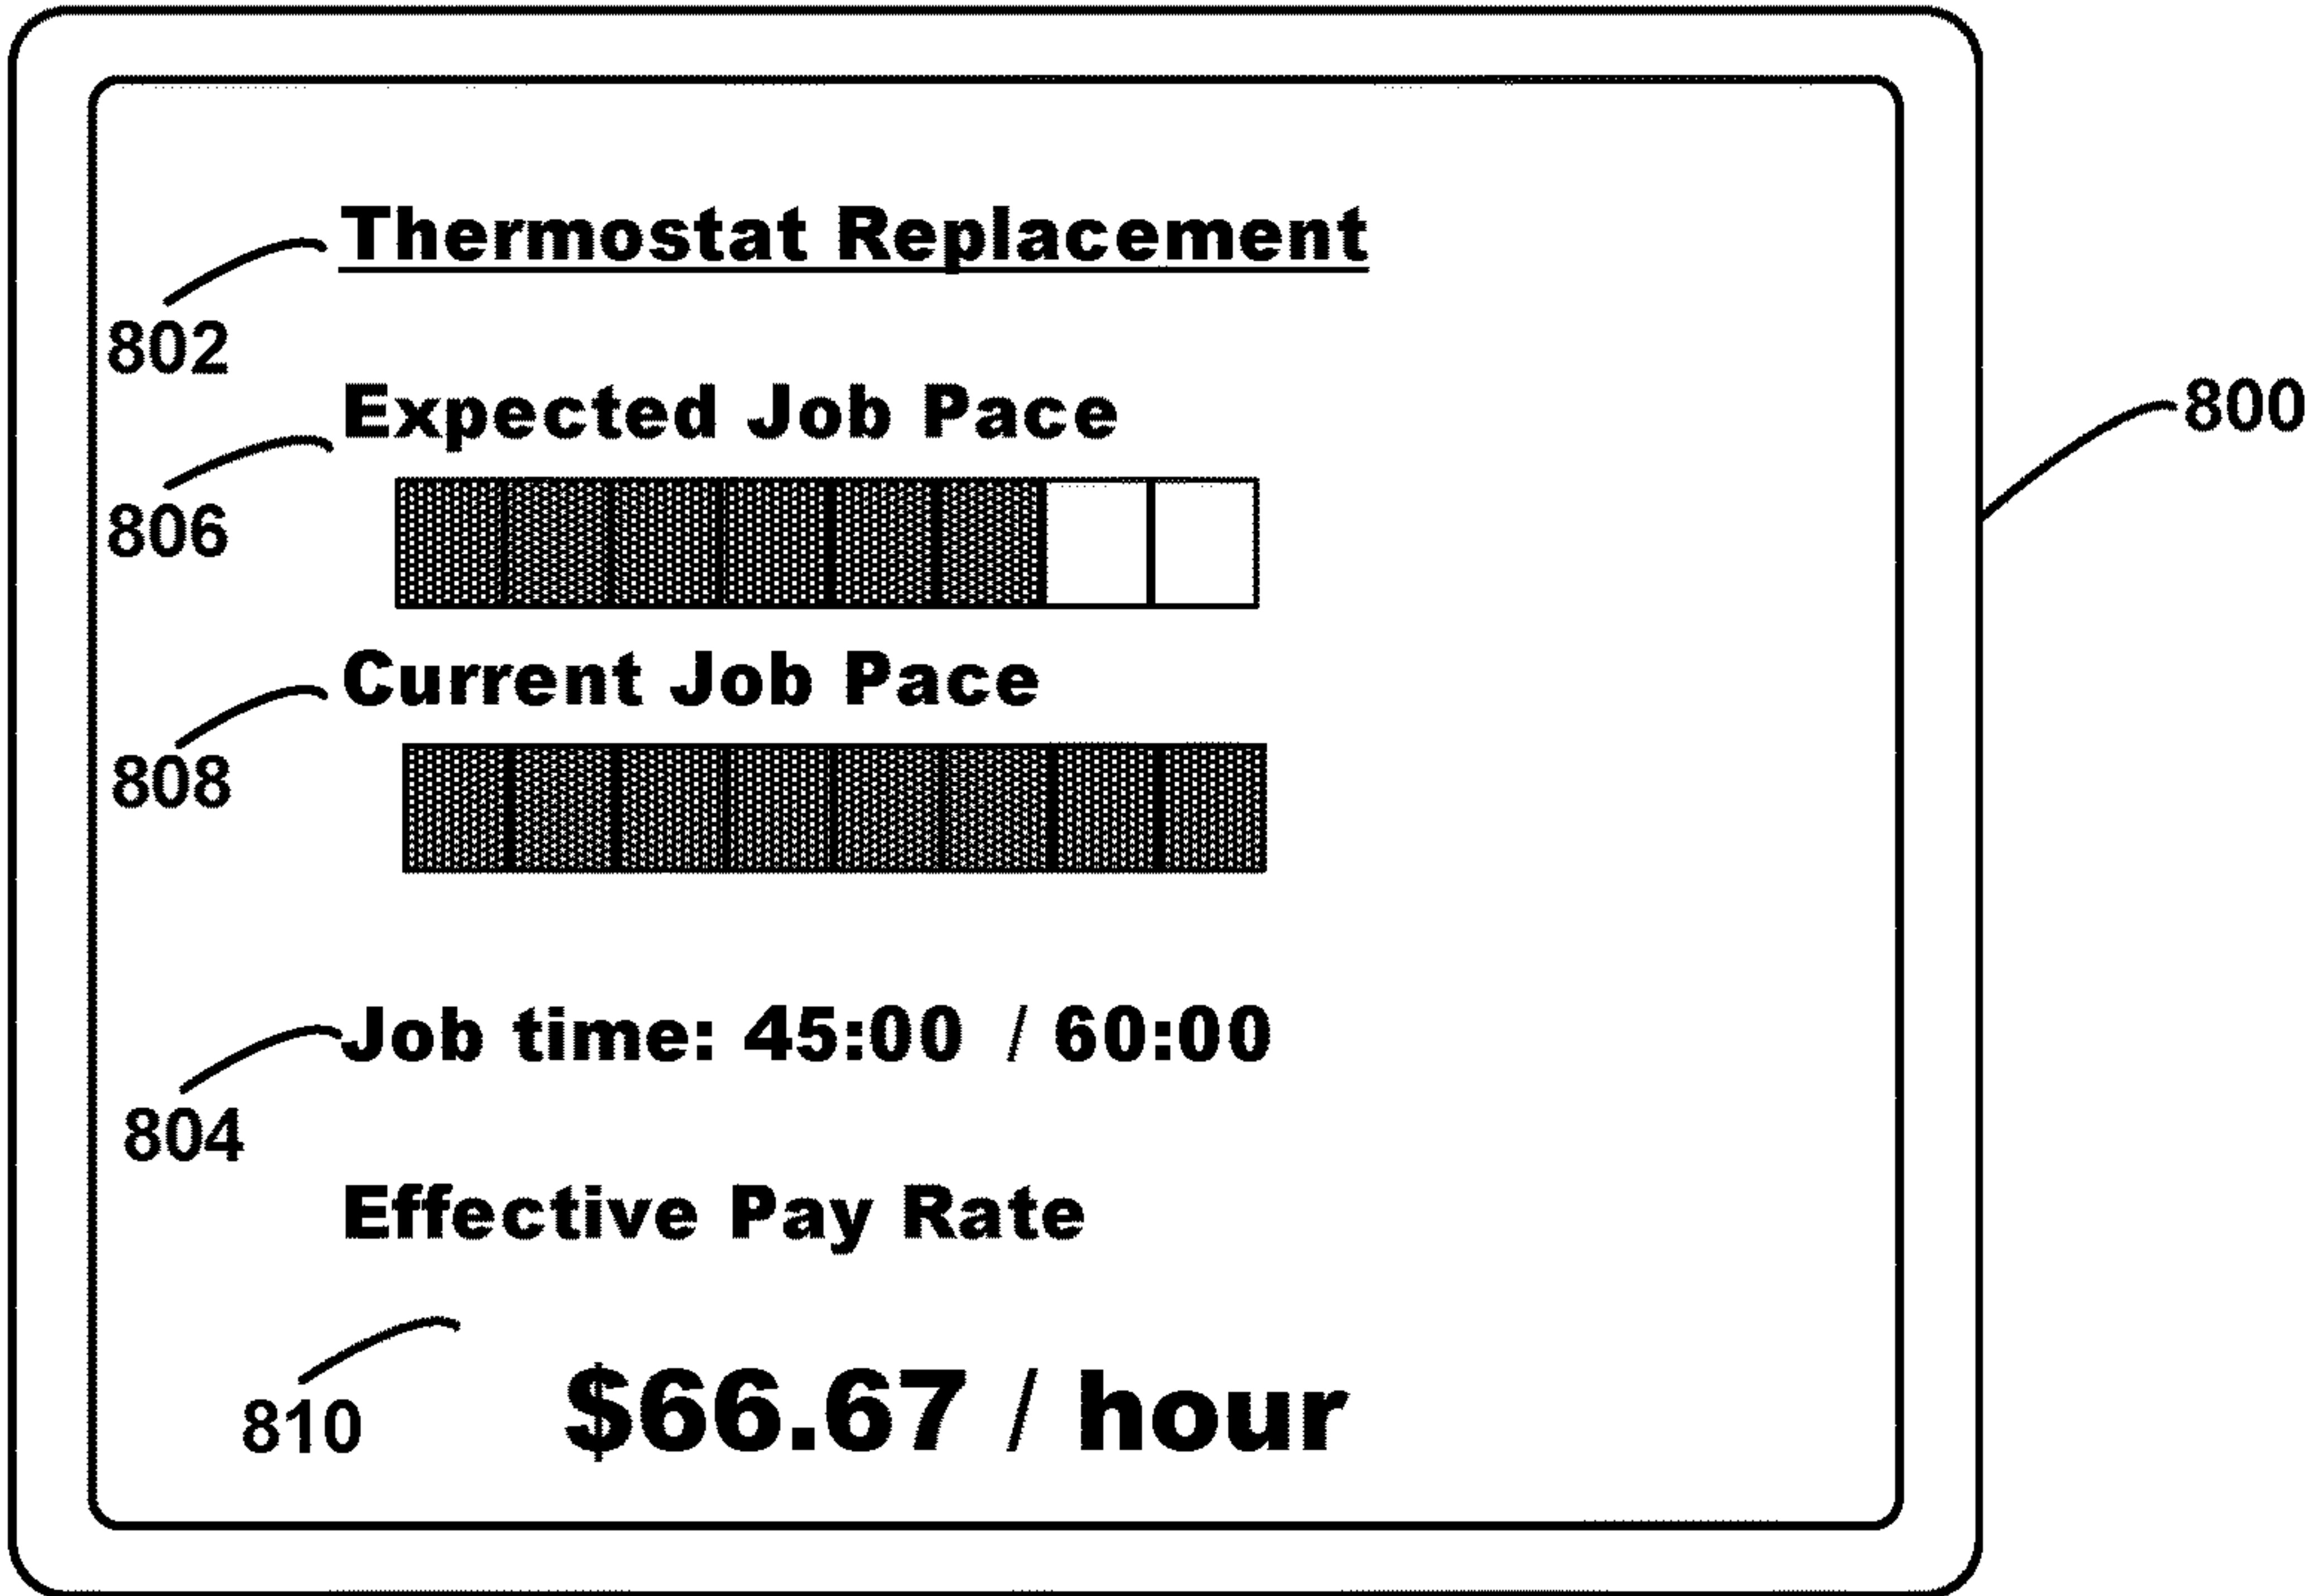 Thermostat Replacement
802
Expected Job Pace
800
806
Current Job Pace
808
Job time: 45:00 / 60:00
804
Effective Pay Rate
810
$66.67 / hour